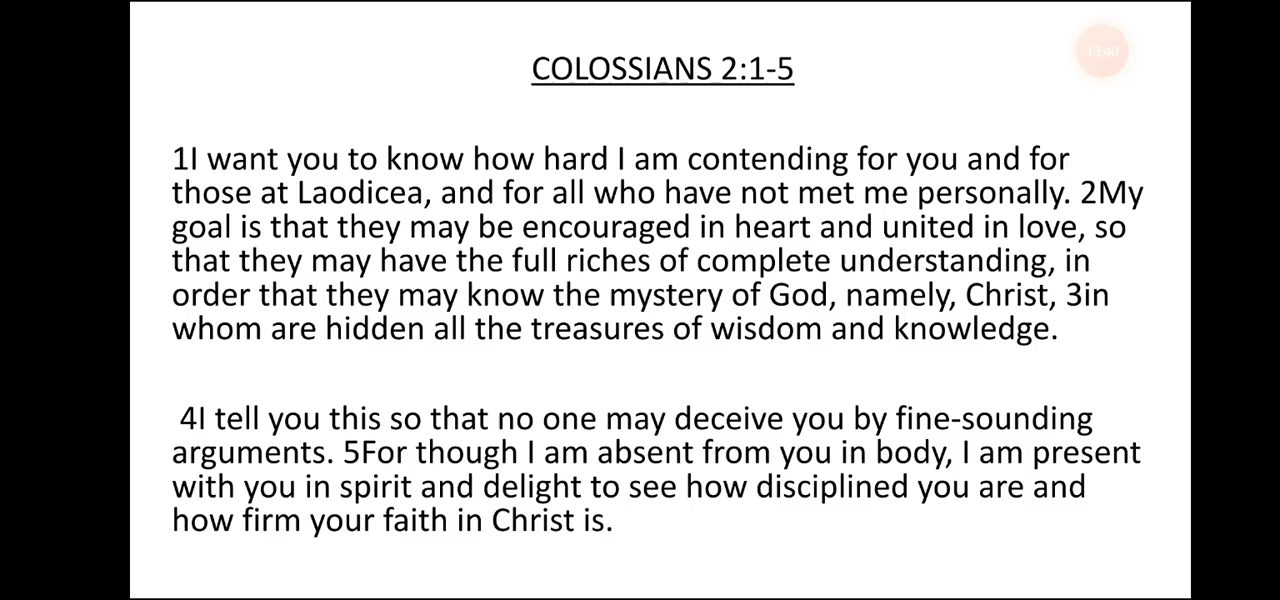 13:40
COLOSSIANS 2:1-5
1I want you to know how hard I am contending for you and for
those at Laodicea, and for all who have not met me personally. 2My
goal is that they may be encouraged in heart and united in love, so
that they may have the full riches of complete understanding, in
order that they may know the mystery of God, namely, Christ, 3in
whom are hidden all the treasures of wisdom and knowledge.
4I tell you this so that no one may deceive you by fine-sounding
arguments. 5For though I am absent from you in body, I am present
with you in spirit and delight to see how disciplined you are and
how firm your faith in Christ is.